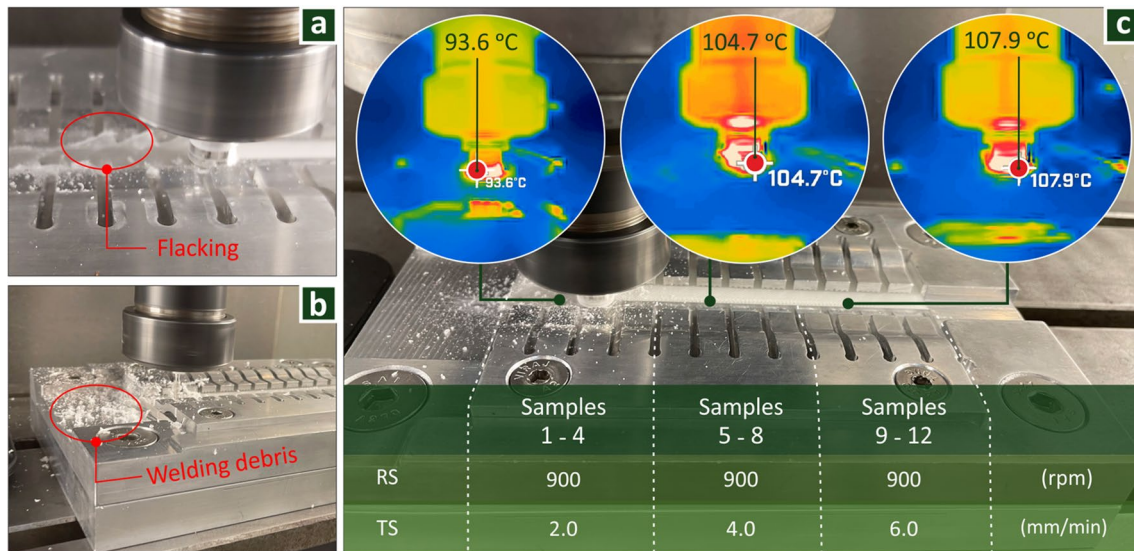 a
Flacking
b
Welding debris
c
93.6 °C
104.7 °C
107.9 °C
93.6°C
104.7°C
107.9°C
Samples
1 - 4
Samples
5 - 8
Samples
9 - 12
RS 900 900 900 (rpm)
TS 2.0 4.0 6.0 (mm/min)